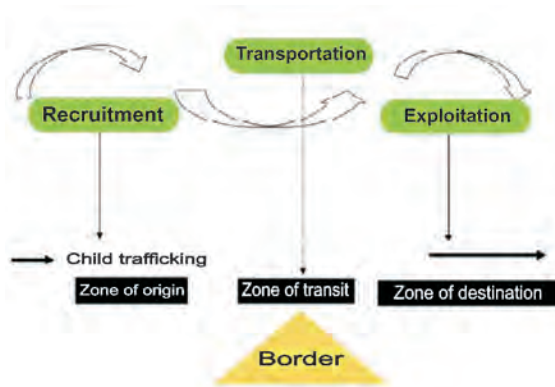 Transportation
Recruitment
Exploitation
Child trafficking
Zone of origin
Zone of transit
Zone of destination
Border